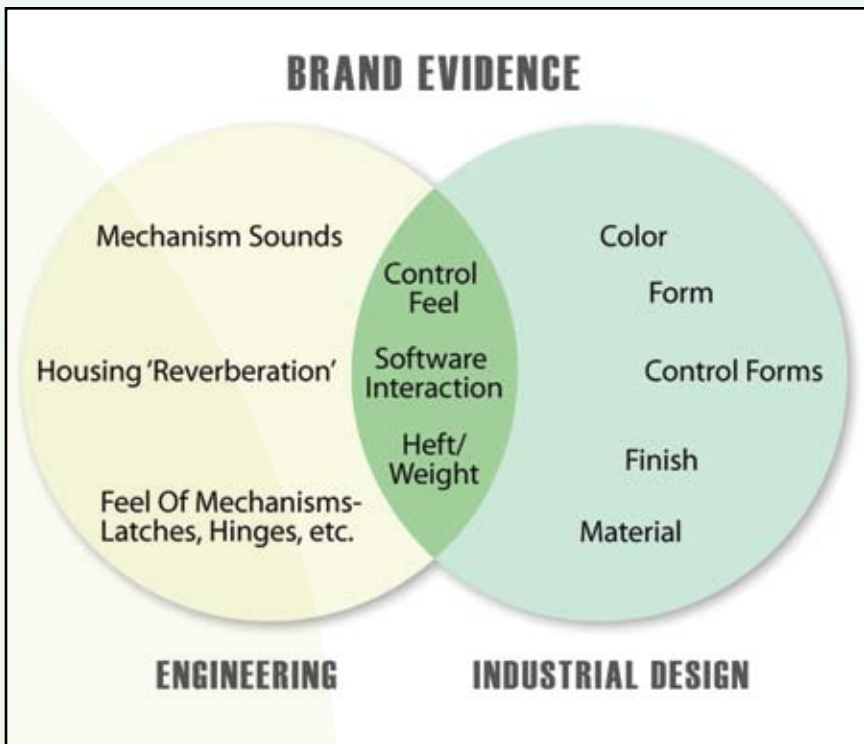 BRAND EVIDENCE
Mechanism Sounds
Housing 'Reverberation'
Feel Of Mechanisms-
Latches, Hinges, etc.
Control
Feel
Software
Interaction
Heft/
Weight
Color
Form
Control Forms
Finish
Material
ENGINEERING
INDUSTRIAL DESIGN